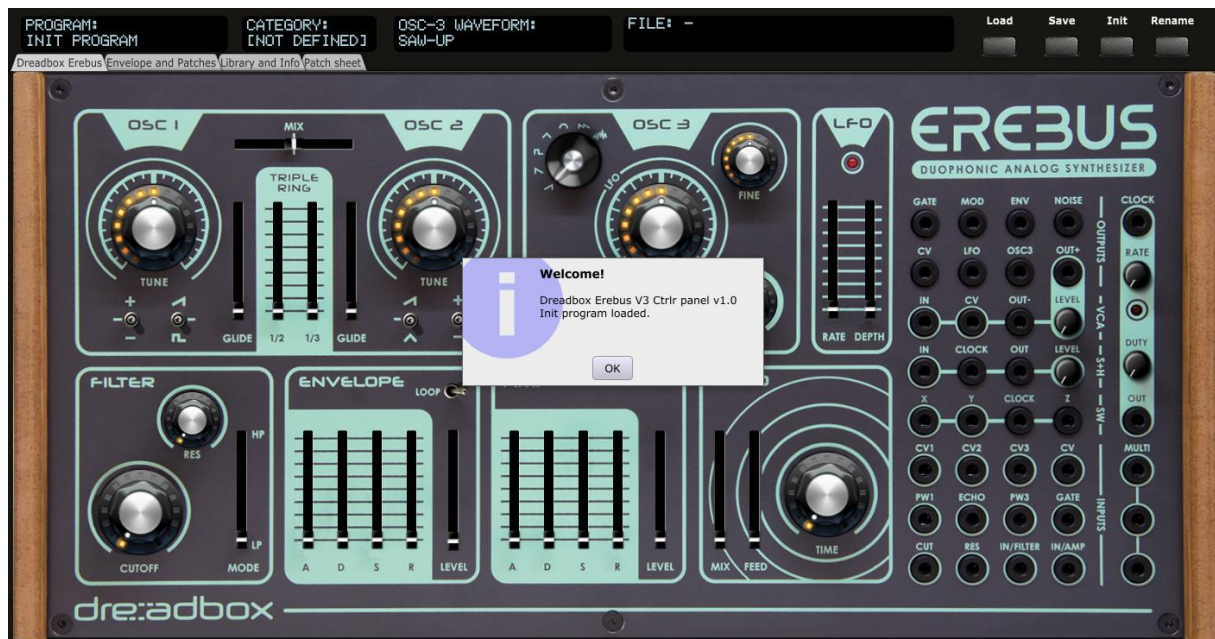 PROGRAM:
INIT PROGRAM
CATEGORY:
[NOT DEFINED]
OSC-3 WAVEFORM:
SAW-UP
FILE: -
Load Save Init Rename
Dreadbox Erebus Envelope and Patches Library and Info Patch sheet
OSC 1
MIX
OSC 2
TRIPLE
RING
TUNE
TUNE
GLIDE 1/2 1/3 GLIDE
OSC 3
LFO
FINE
LFO
RATE DEPTH
EREBUS
DUOPHONIC ANALOG SYNTHESIZER
GATE MOD ENV NOISE
CLOCK
CV LFO OSC3 OUT+
OUTPUTS
RATE
IN CV OUT- LEVEL
VCA
IN CLOCK OUT LEVEL
S+H
DUTY
X Y CLOCK Z
SW
OUT
CV1 CV2 CV3 CV
MULTI
PW1 ECHO PW3 GATE
INPUTS
CUT RES IN/FILTER IN/AMP
Welcome!
Dreadbox Erebus V3 Ctrlr panel v1.0
Init program loaded.
OK
FILTER
RES
HP
LP
CUTOFF MODE
ENVELOPE
LOOP
A D S R LEVEL
A D S R LEVEL
MIX FEED
TIME
dreadbox